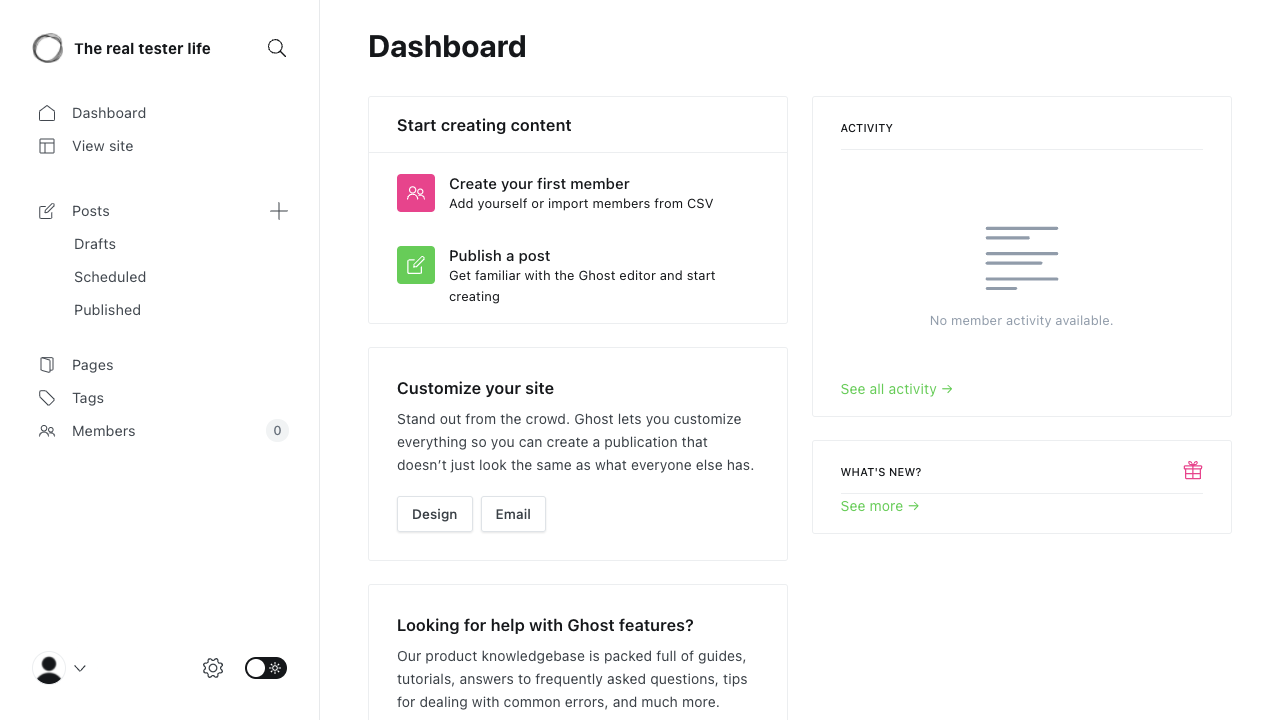 The real tester life
Dashboard
View site
Posts
Drafts
Scheduled
Published
Pages
Tags
Members
0
Dashboard
Start creating content
Create your first member
Add yourself or import members from CSV
Publish a post
Get familiar with the Ghost editor and start
creating
Customize your site
Stand out from the crowd. Ghost lets you customize
everything so you can create a publication that
doesn't just look the same as what everyone else has.
Design
Email
Looking for help with Ghost features?
Our product knowledgebase is packed full of guides,
tutorials, answers to frequently asked questions, tips
for dealing with common errors, and much more.
ACTIVITY
No member activity available.
See all activity →
WHAT'S NEW?
See more →